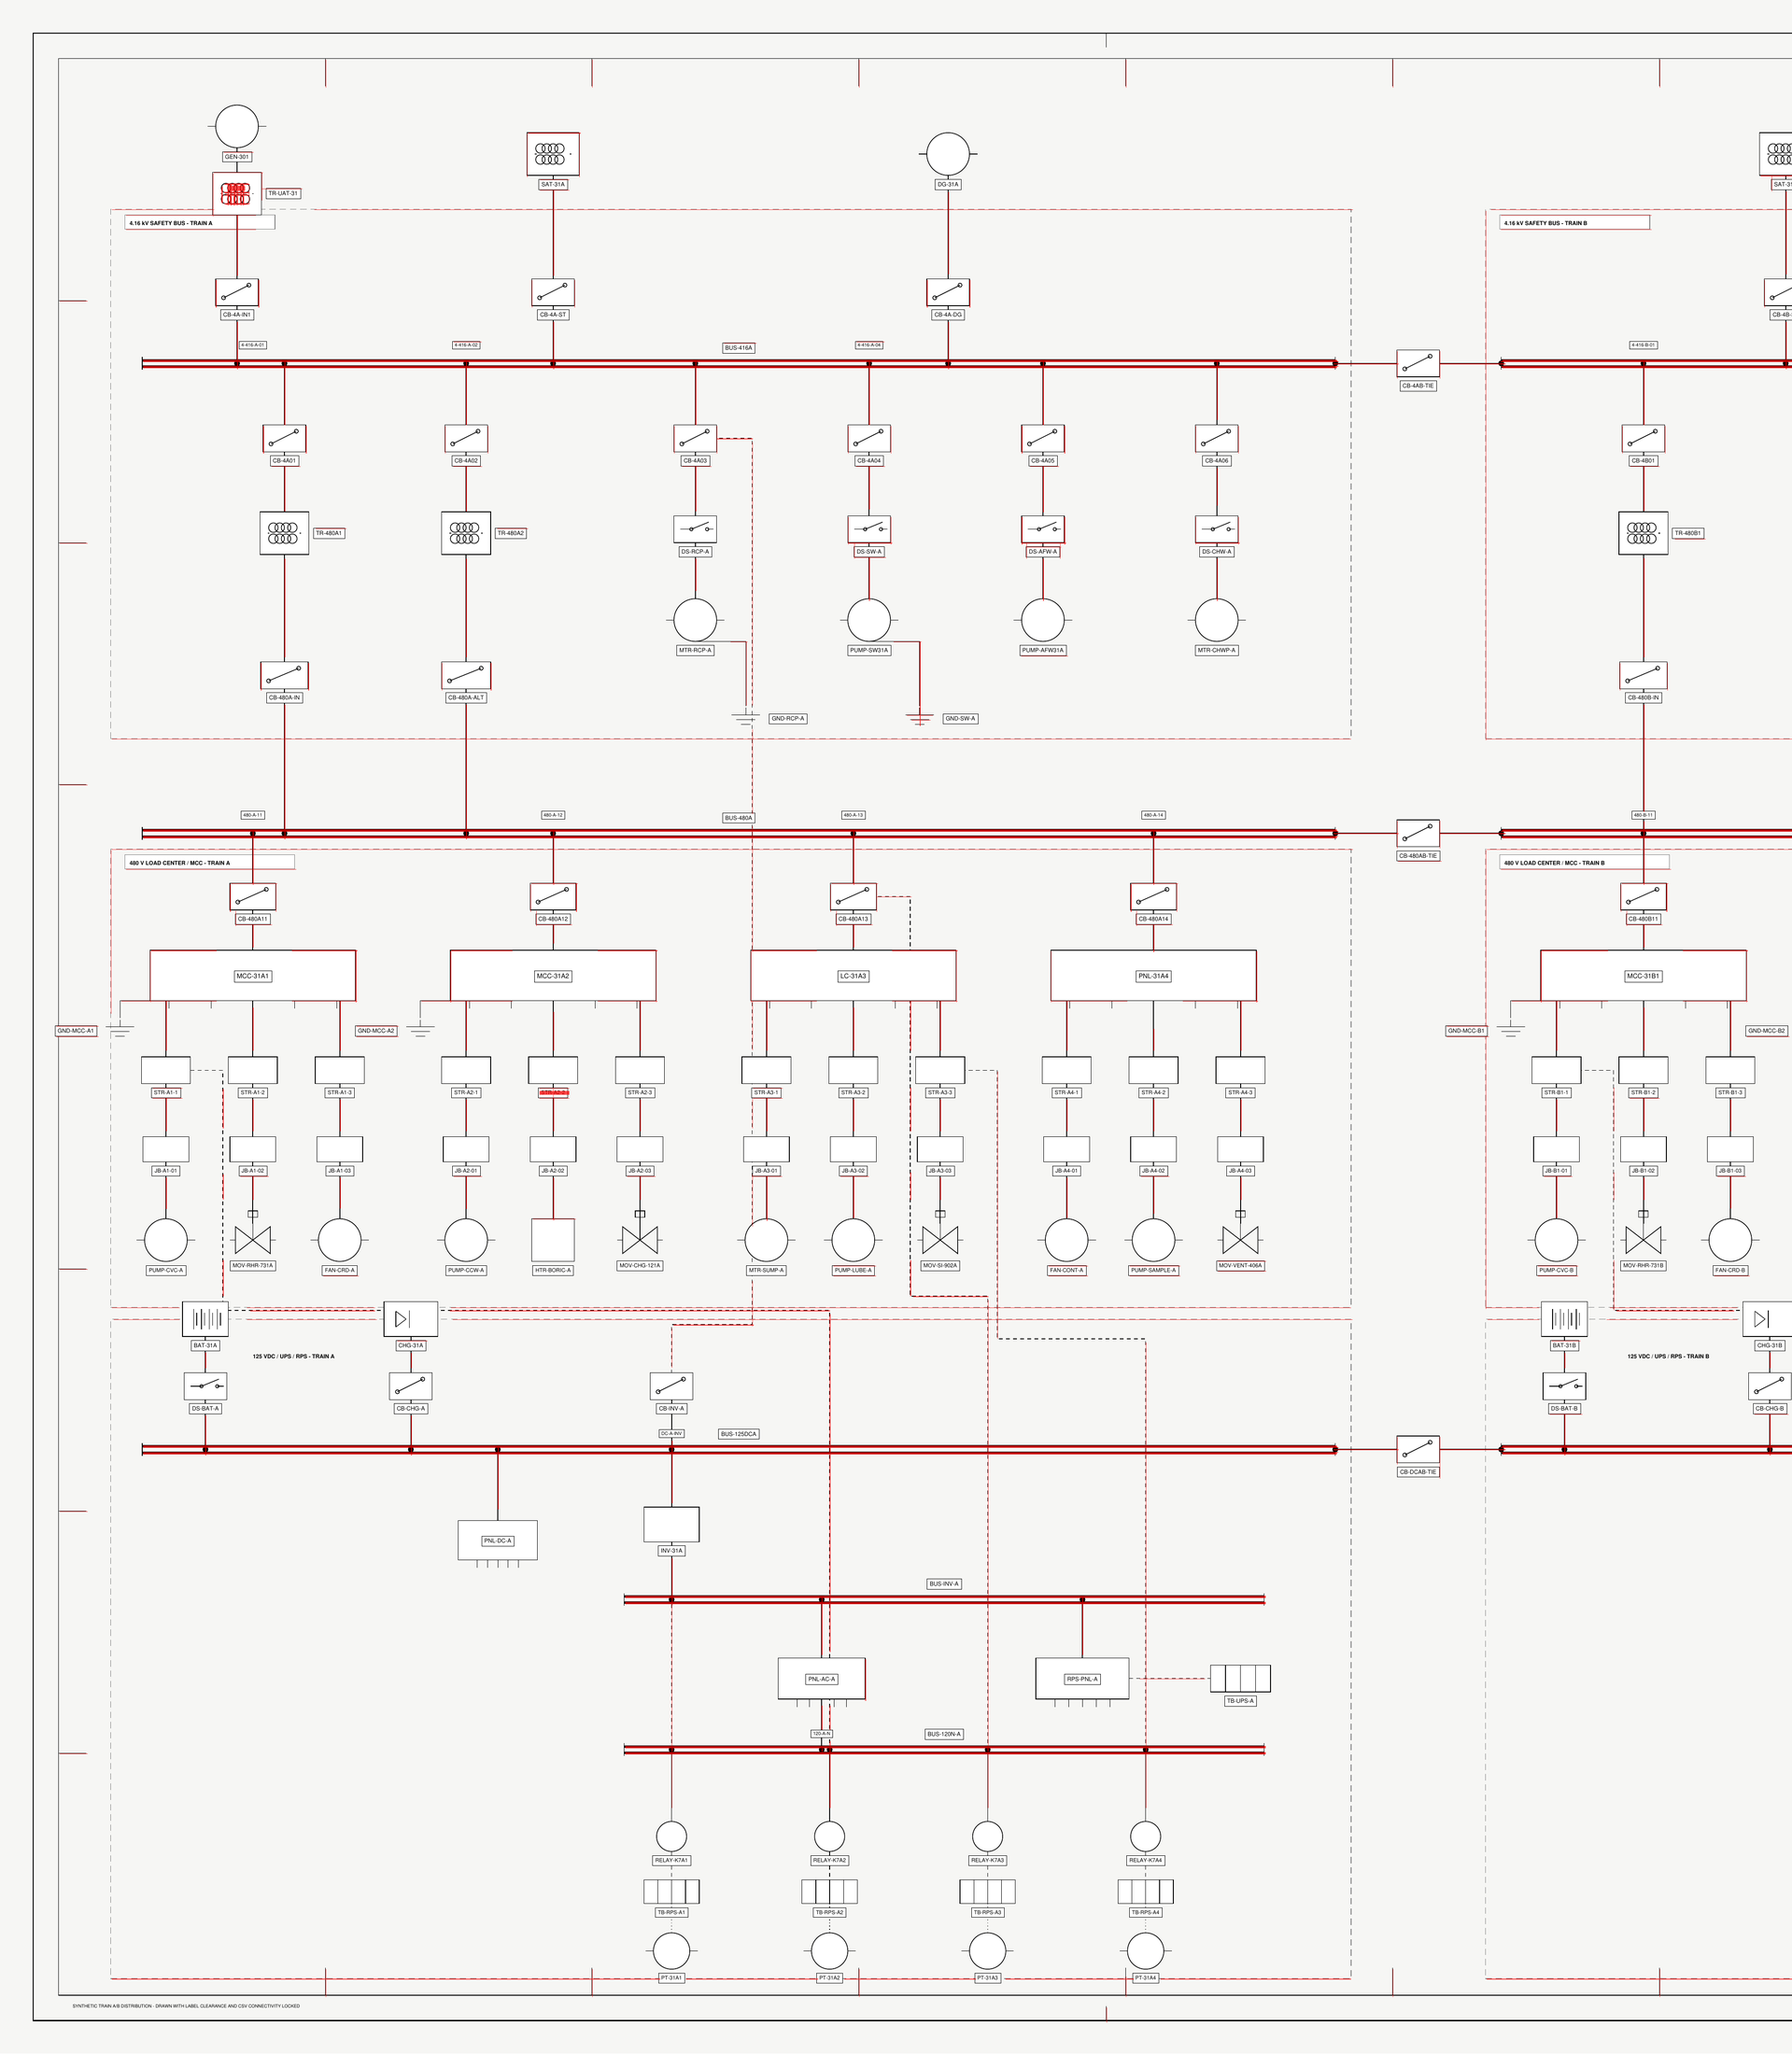 GEN-301
TR-UAT-31
SAT-31A
DG-31A
4.16 kV SAFETY BUS - TRAIN A
4.16 kV SAFETY BUS - TRAIN B
CB-4A-IN1
CB-4A-ST
CB-4A-DG
4-416-A-01
4-416-A-02
BUS-416A
4-416-A-04
4-416-B-01
CB-4AB-TIE
CB-4A01
CB-4A02
CB-4A03
CB-4A04
CB-4A05
CB-4A06
CB-4B01
TR-480A1
TR-480A2
DS-RCP-A
DS-SW-A
DS-AFW-A
DS-CHW-A
TR-480B1
MTR-RCP-A
PUMP-SW31A
PUMP-AFW31A
MTR-CHWP-A
CB-480A-IN
CB-480A-ALT
CB-480B-IN
GND-RCP-A
GND-SW-A
480-A-11
480-A-12
BUS-480A
480-A-13
480-A-14
480-B-11
CB-480AB-TIE
480 V LOAD CENTER / MCC - TRAIN A
480 V LOAD CENTER / MCC - TRAIN B
CB-480A11
CB-480A12
CB-480A13
CB-480A14
CB-480B11
MCC-31A1
MCC-31A2
LC-31A3
PNL-31A4
MCC-31B1
GND-MCC-A1
GND-MCC-A2
GND-MCC-B1
GND-MCC-B2
STR-A1-1
STR-A1-2
STR-A1-3
STR-A2-1
STR-A2-3
STR-A3-1
STR-A3-2
STR-A3-3
STR-A4-1
STR-A4-2
STR-A4-3
STR-B1-1
STR-B1-2
STR-B1-3
JB-A1-01
JB-A1-02
JB-A1-03
JB-A2-01
JB-A2-02
JB-A2-03
JB-A3-01
JB-A3-02
JB-A3-03
JB-A4-01
JB-A4-02
JB-A4-03
JB-B1-01
JB-B1-02
JB-B1-03
PUMP-CVC-A
MOV-RHR-731A
FAN-CRD-A
PUMP-CCW-A
HTR-BORIC-A
MOV-CHG-121A
MTR-SUMP-A
PUMP-LUBE-A
MOV-SI-902A
FAN-CONT-A
PUMP-SAMPLE-A
MOV-VENT-406A
PUMP-CVC-B
MOV-RHR-731B
FAN-CRD-B
BAT-31A
CHG-31A
BAT-31B
CHG-31B
125 VDC / UPS / RPS - TRAIN A
125 VDC / UPS / RPS - TRAIN B
DS-BAT-A
CB-CHG-A
CB-INV-A
DS-BAT-B
CB-CHG-B
DC-A-INV
BUS-125DCA
CB-DCAB-TIE
PNL-DC-A
INV-31A
BUS-INV-A
PNL-AC-A
RPS-PNL-A
TB-UPS-A
120-A-N
BUS-120N-A
RELAY-K7A1
RELAY-K7A2
RELAY-K7A3
RELAY-K7A4
TB-RPS-A1
TB-RPS-A2
TB-RPS-A3
TB-RPS-A4
PT-31A1
PT-31A2
PT-31A3
PT-31A4
SYNTHETIC TRAIN A/B DISTRIBUTION - DRAWN WITH LABEL CLEARANCE AND CSV CONNECTIVITY LOCKED